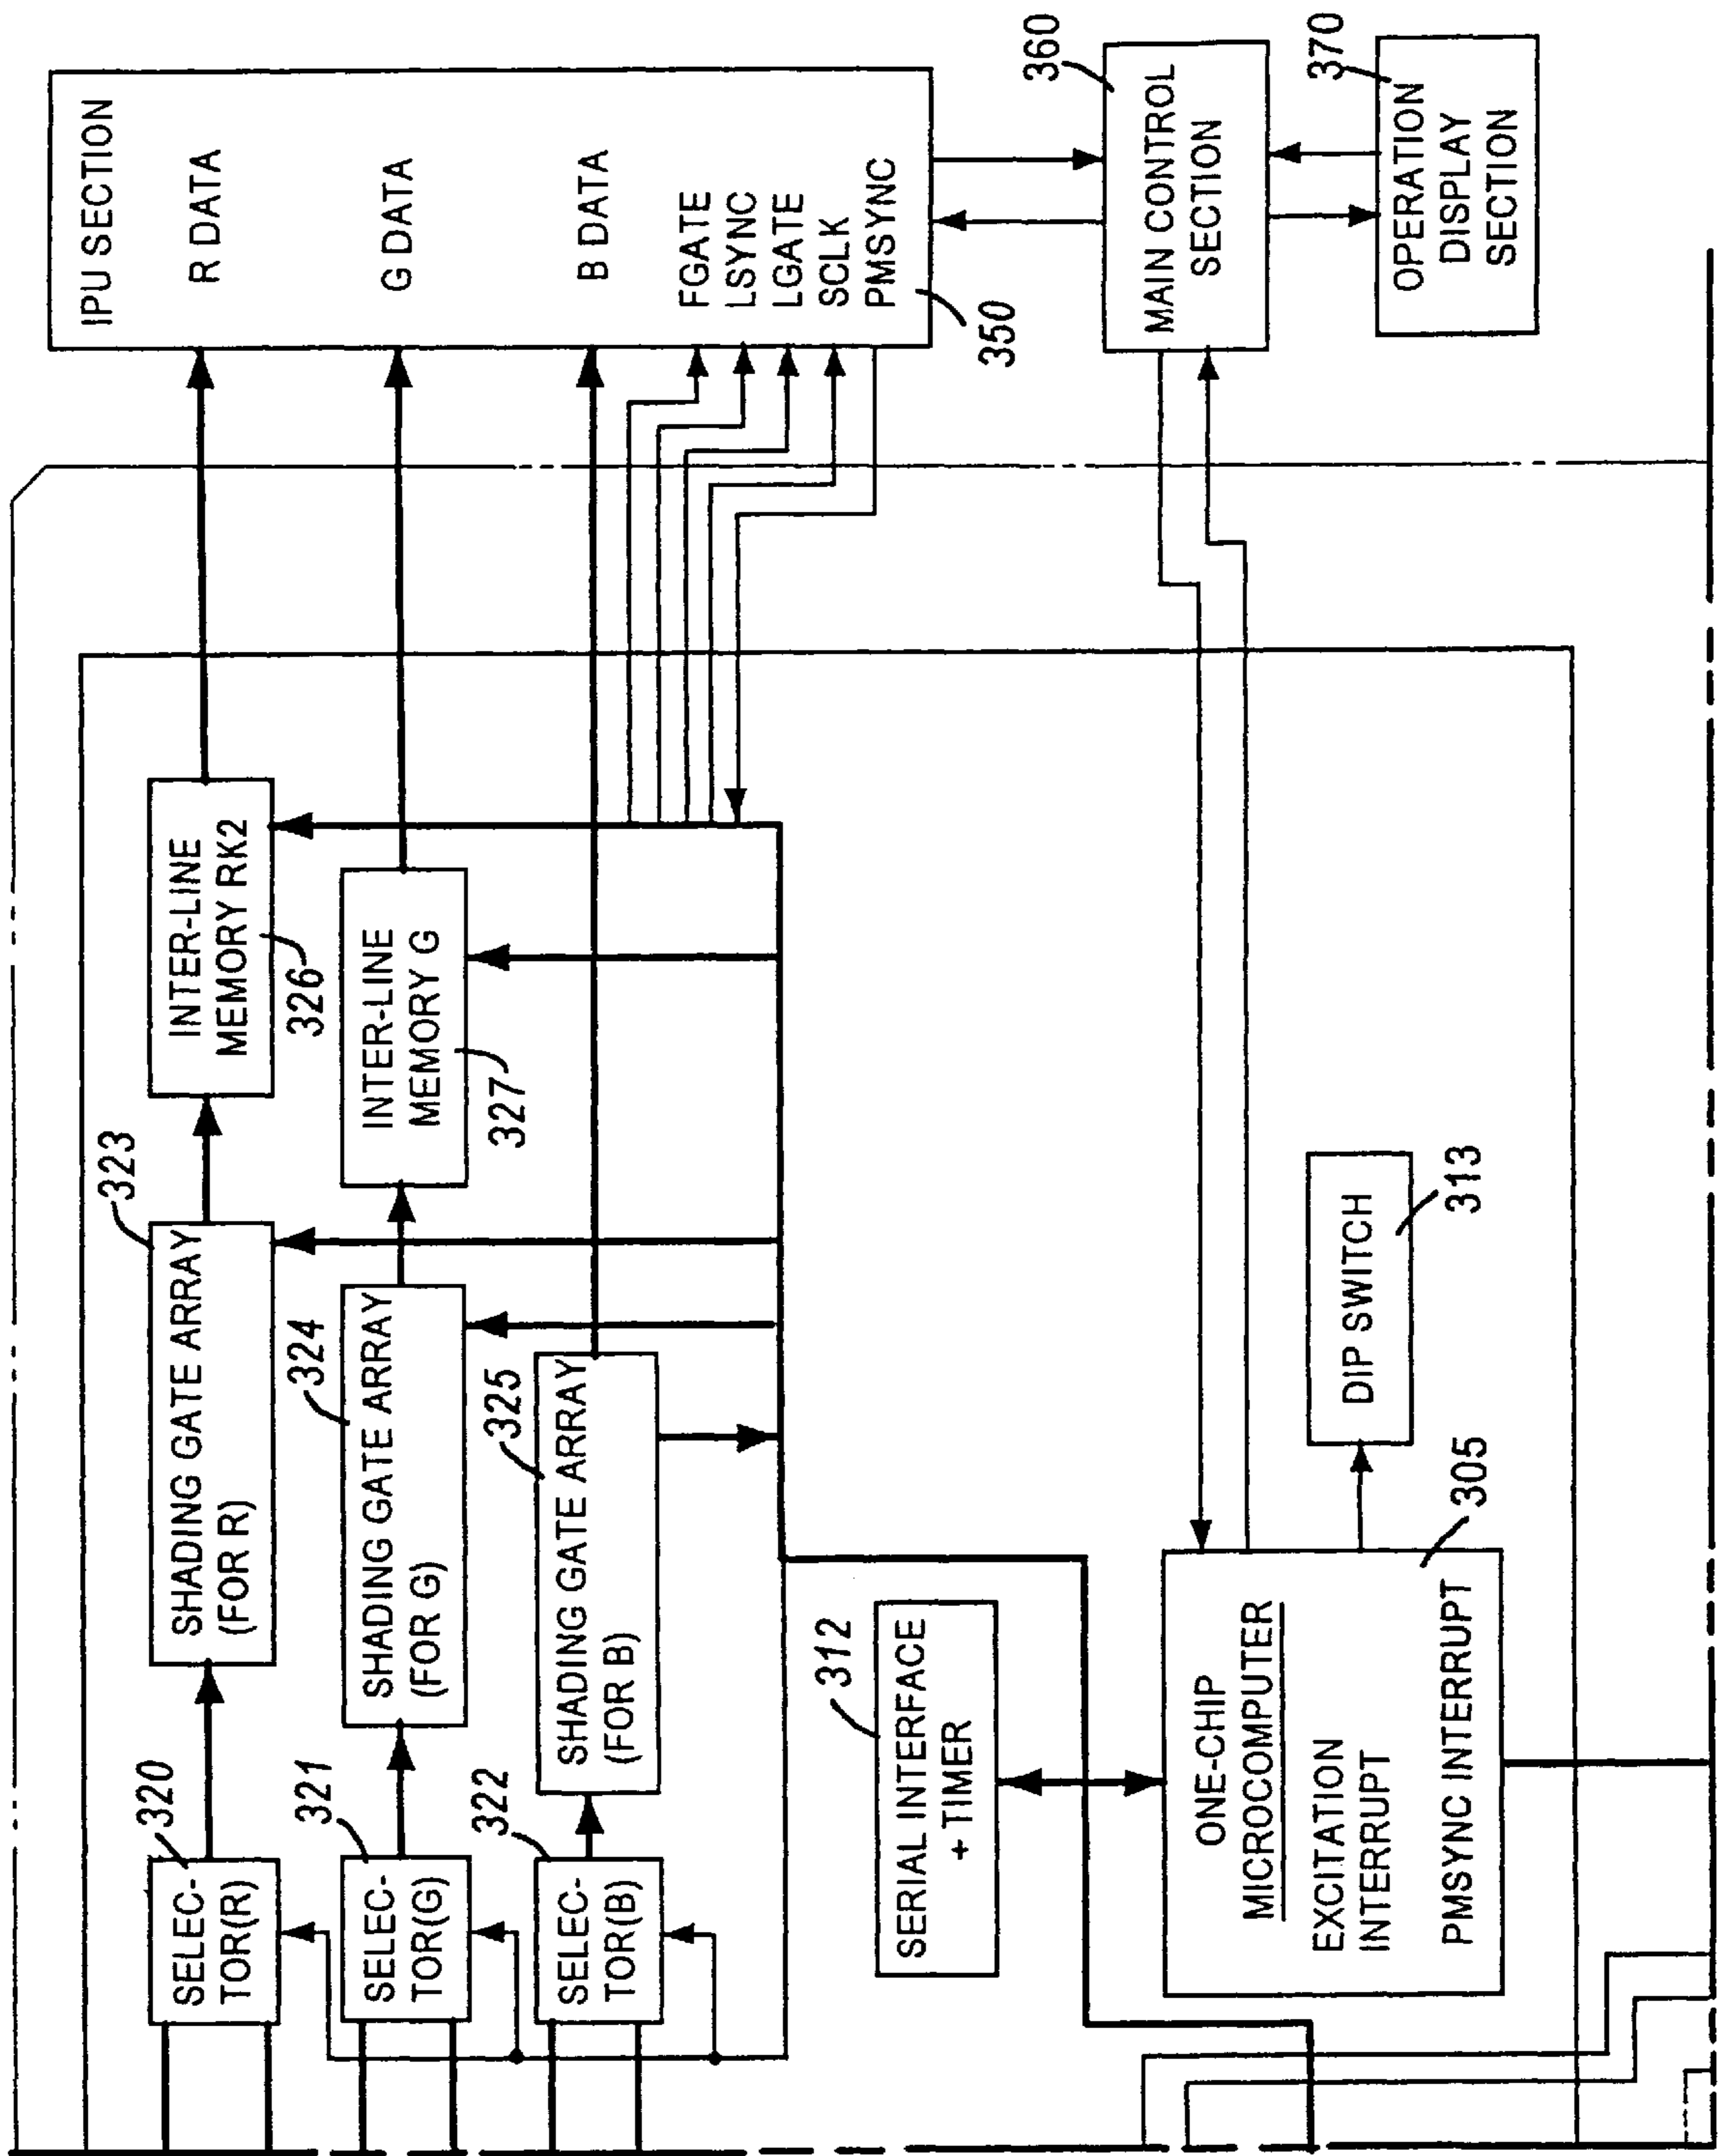 320
SELEC-
TOR(R)
323
SHADING GATE ARRAY
(FOR R)
INTER-LINE
MEMORY RK2
326
IPU SECTION
R DATA
G DATA
B DATA
FGATE
LSYNC
LGATE
SCLK
PMSYNC
350
321
SELEC-
TOR(G)
324
SHADING GATE ARRAY
(FOR G)
INTER-LINE
MEMORY G
327
322
SELEC-
TOR(B)
325
SHADING GATE ARRAY
(FOR B)
312
SERIAL INTERFACE
+ TIMER
360
MAIN CONTROL
SECTION
ONE-CHIP
MICROCOMPUTER
EXCITATION
INTERRUPT
PMSYNC INTERRUPT
305
DIP SWITCH
313
370
OPERATION
DISPLAY
SECTION